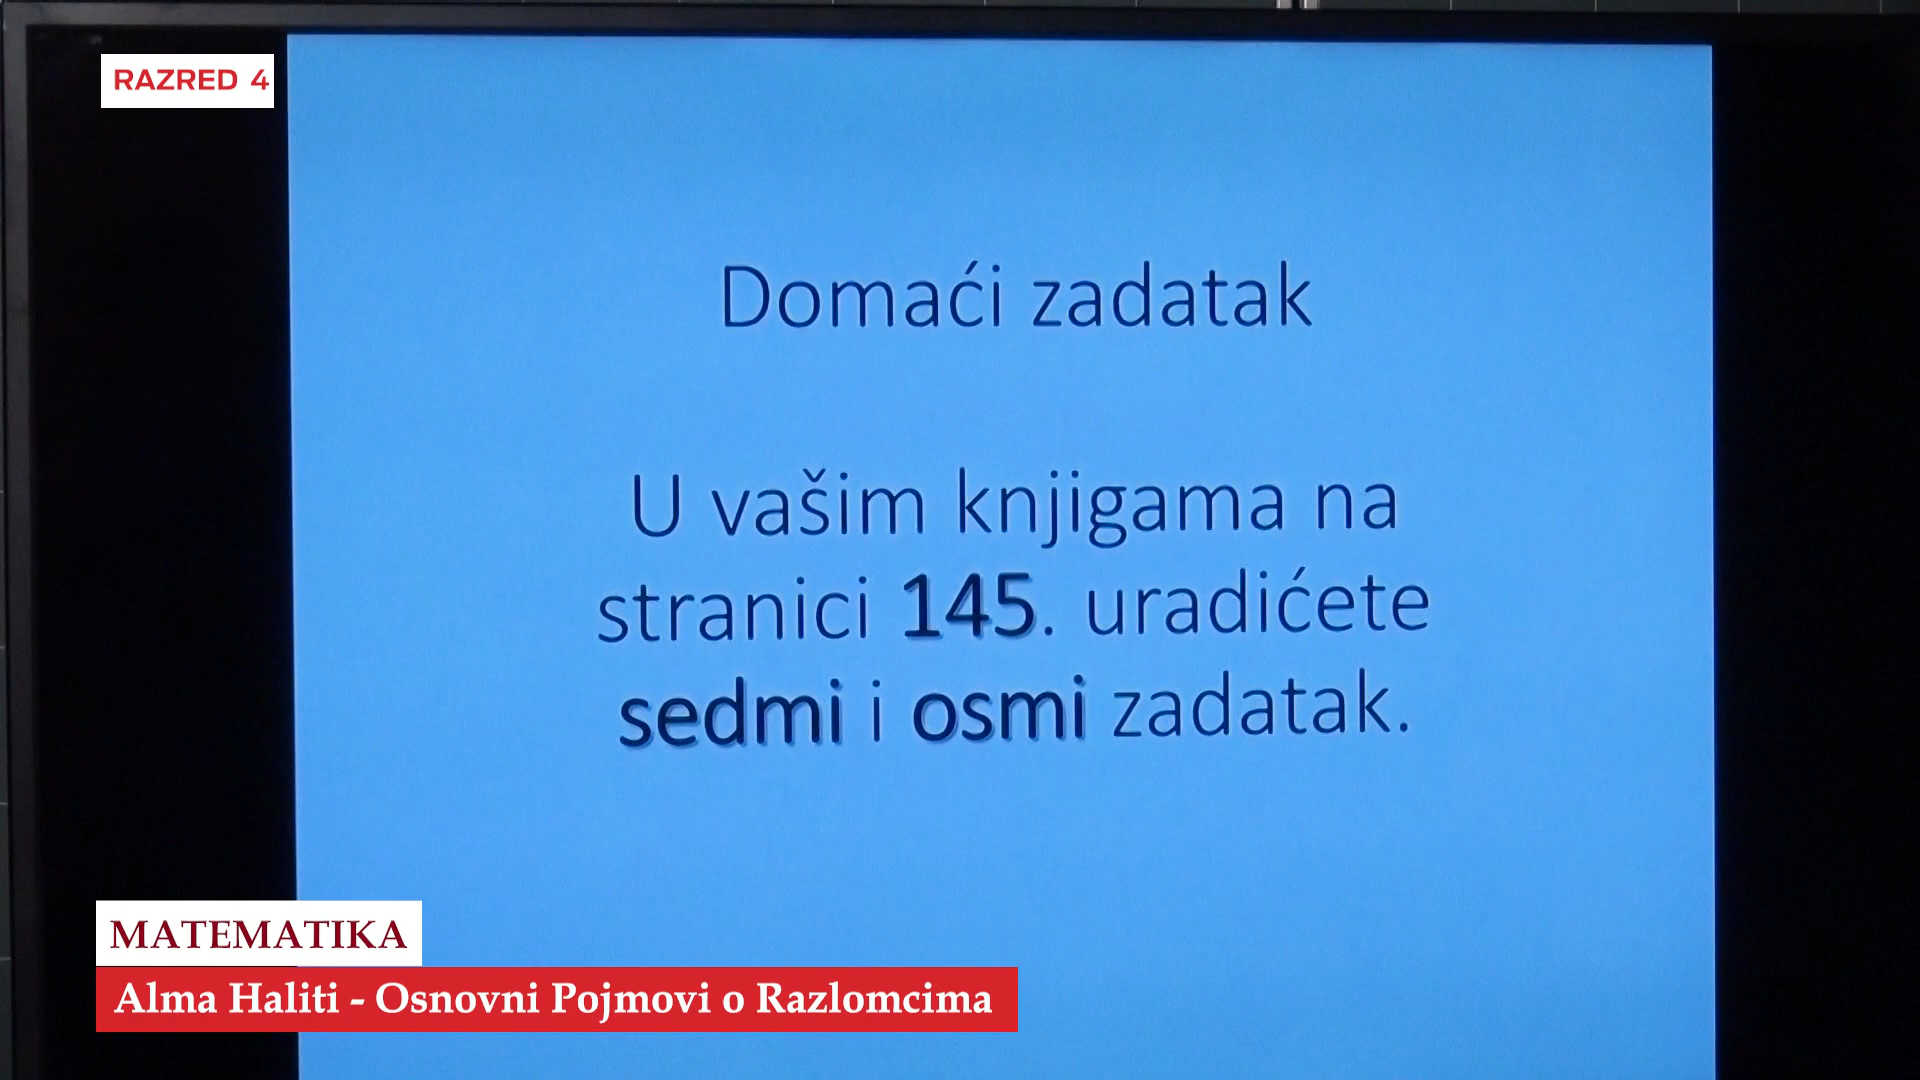 RAZRED 4
Domaći zadatak
U vašim knjigama na
stranici 145. uradićete
sedmi i osmi zadatak.
MATEMATIKA
Alma Haliti - Osnovni Pojmovi o Razlomcima